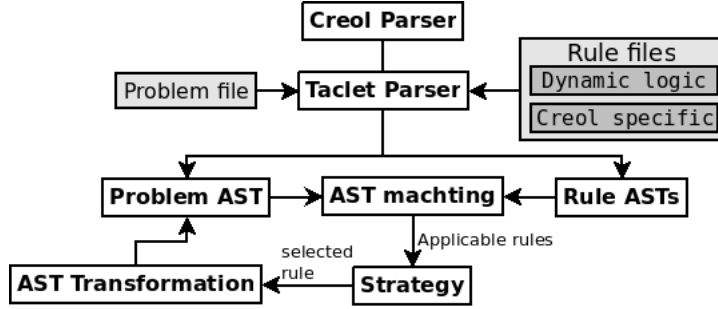 Creol Parser
Rule files
Dynamic logic
Creol specific
Problem file
Taclet Parser
Problem AST
AST machting
Rule ASTs
Applicable rules
selected
rule
AST Transformation
Strategy